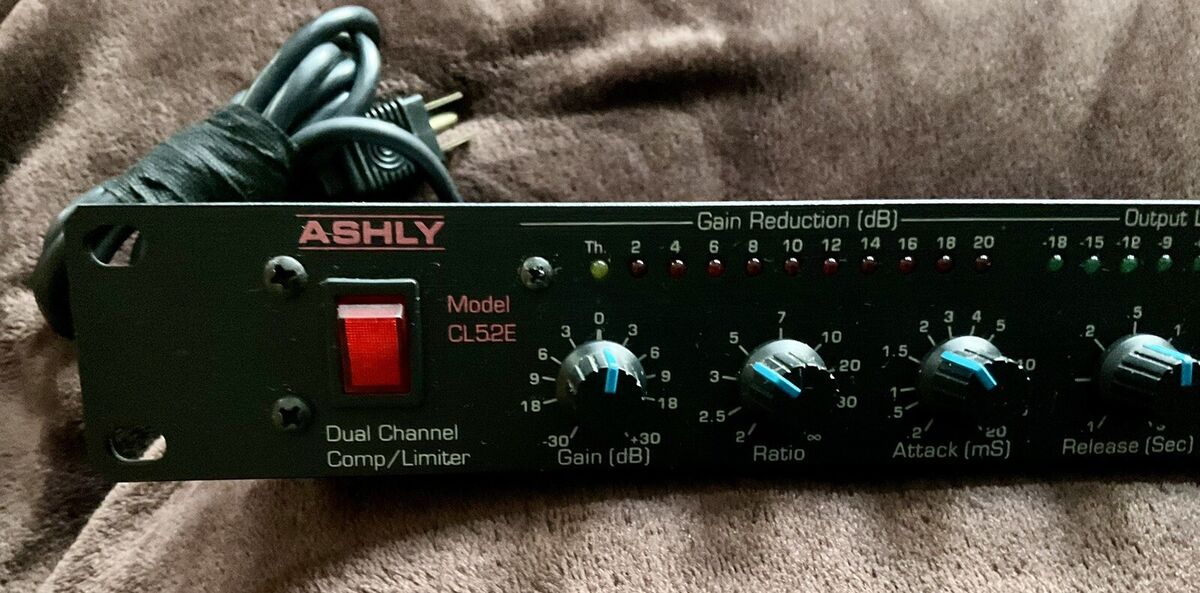 ASHLY
Model
CL52E
Dual Channel
Comp/Limiter
Gain Reduction (dB)
Th. 2 4 6 8 10 12 14 16 18 20
Output L
-18 -15 -12 -9
0
3 3
6 6
9 9
18 18
-30 +30
Gain (dB)
7
5 10
3 20
2.5 30
2 ∞
Ratio
3 4
2 5
1.5 10
1
.5
.2 20
Attack (mS)
.5
.2 1
.1
Release (Sec)